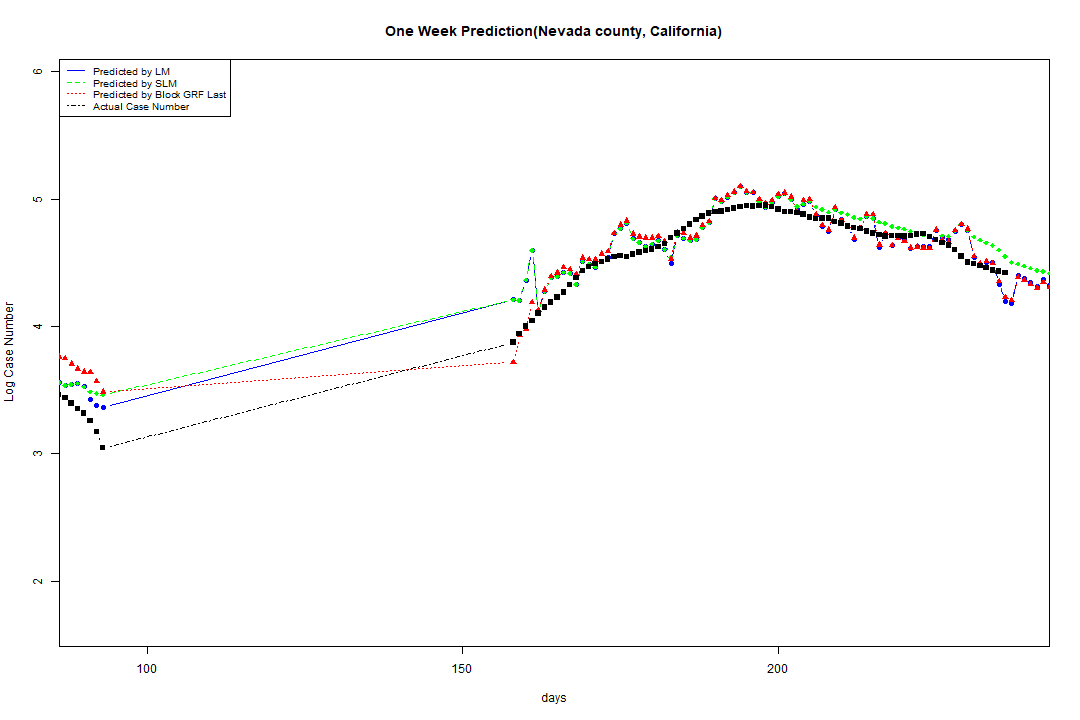 One Week Prediction(Nevada county, California)
Predicted by LM
Predicted by SLM
Predicted by Block GRF Last
Actual Case Number
6
5
4
3
2
Log Case Number
100 150 200
days